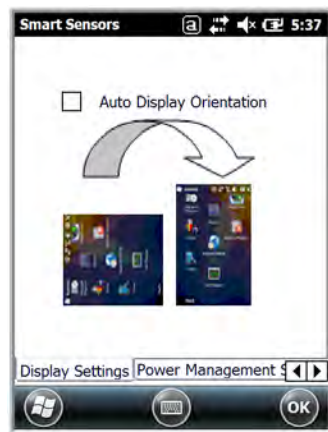 Smart Sensors a 5:37
Auto Display Orientation
Display Settings Power Management S
OK